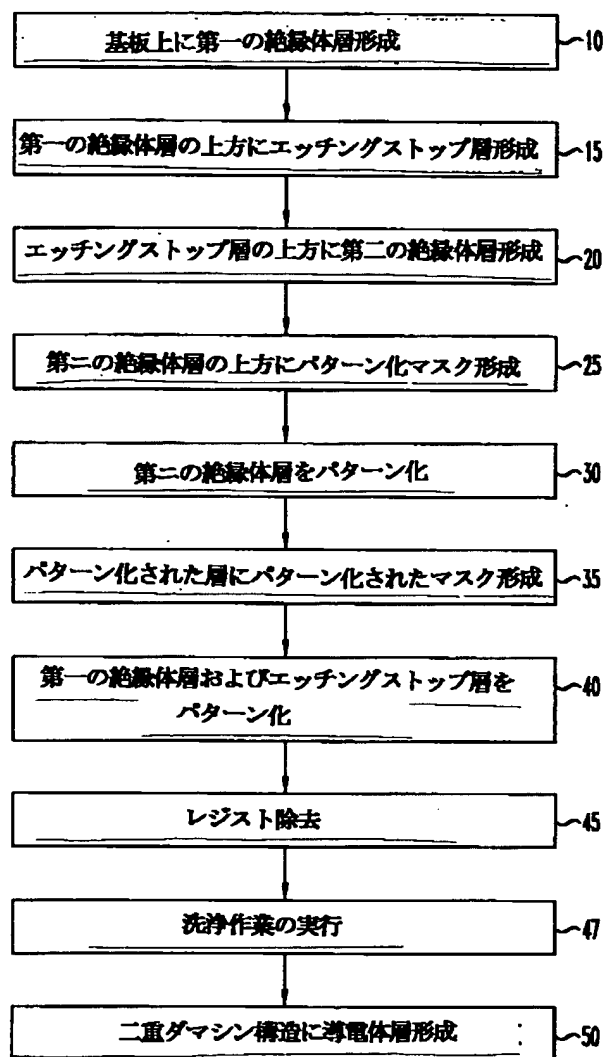 基板上に第一の絶縁体層形成
10
第一の絶縁体層の上方にエッチングストップ層形成
15
エッチングストップ層の上方に第二の絶縁体層形成
20
第二の絶縁体層の上方にパターン化マスク形成
25
第二の絶縁体層をパターン化
30
パターン化された層にパターン化されたマスク形成
35
第一の絶縁体層およびエッチングストップ層を
パターン化
40
レジスト除去
45
洗浄作業の実行
47
二重ダマシン構造に導電体層形成
50